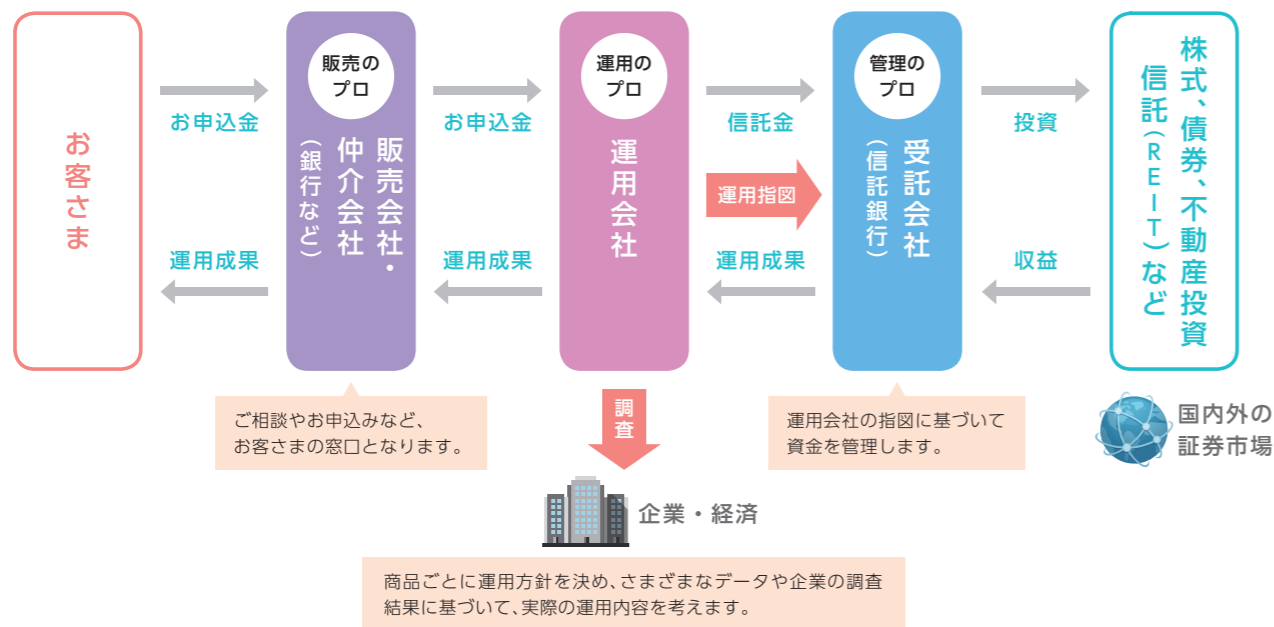 お客さま
お申込金
運用成果
販売の
プロ
販売会社・
仲介会社
（銀行など）
お申込金
運用成果
運用の
プロ
運用会社
信託金
運用指図
運用成果
管理の
プロ
受託会社
（信託銀行）
投資
収益
株式、債券、不動産投資
信託（REIT）など
ご相談やお申込みなど、
お客さまの窓口となります。
調査
運用会社の指図に基づいて
資金を管理します。
国内外の
証券市場
企業・経済
商品ごとに運用方針を決め、さまざまなデータや企業の調査
結果に基づいて、実際の運用内容を考えます。